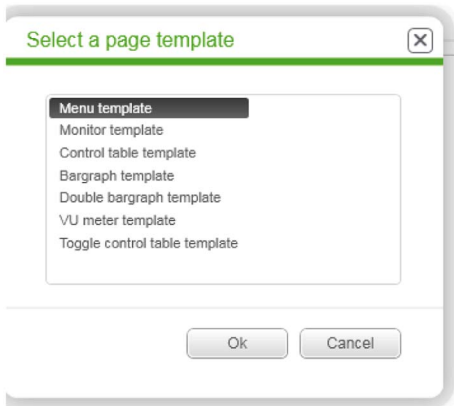 Select a page template
Menu template
Monitor template
Control table template
Bargraph template
Double bargraph template
VU meter template
Toggle control table template
Ok
Cancel